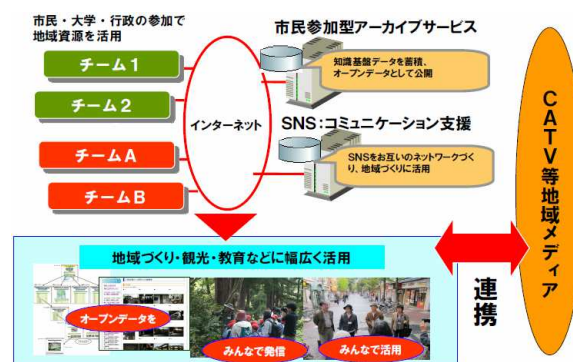 市民・大学・行政の参加で
地域資源を活用
チーム1
チーム2
チームA
チームB
インターネット
市民参加型アーカイブサービス
知識基盤データを蓄積、
オープンデータとして公開
SNS:コミュニケーション支援
SNSをお互いのネットワークづく
り、地域づくりに活用
CATV等地域メディア
連携
地域づくり・観光・教育などに幅広く活用
オープンデータを
みんなで発信
みんなで活用